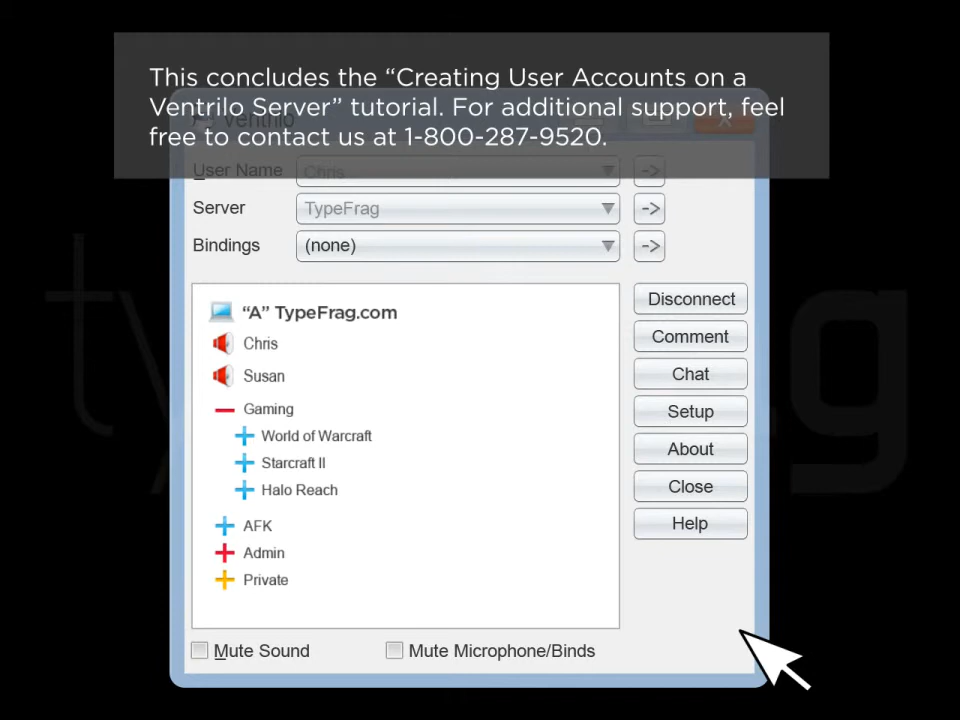 This concludes the “Creating User Accounts on a
Ventrilo Server” tutorial. For additional support, feel
free to contact us at 1-800-287-9520.
Ventrilo
User Name Chris ->
Server TypeFrag ->
Bindings (none) ->
“A” TypeFrag.com
Chris
Susan
Gaming
World of Warcraft
Starcraft II
Halo Reach
AFK
Admin
Private
Disconnect
Comment
Chat
Setup
About
Close
Help
Mute Sound
Mute Microphone/Binds